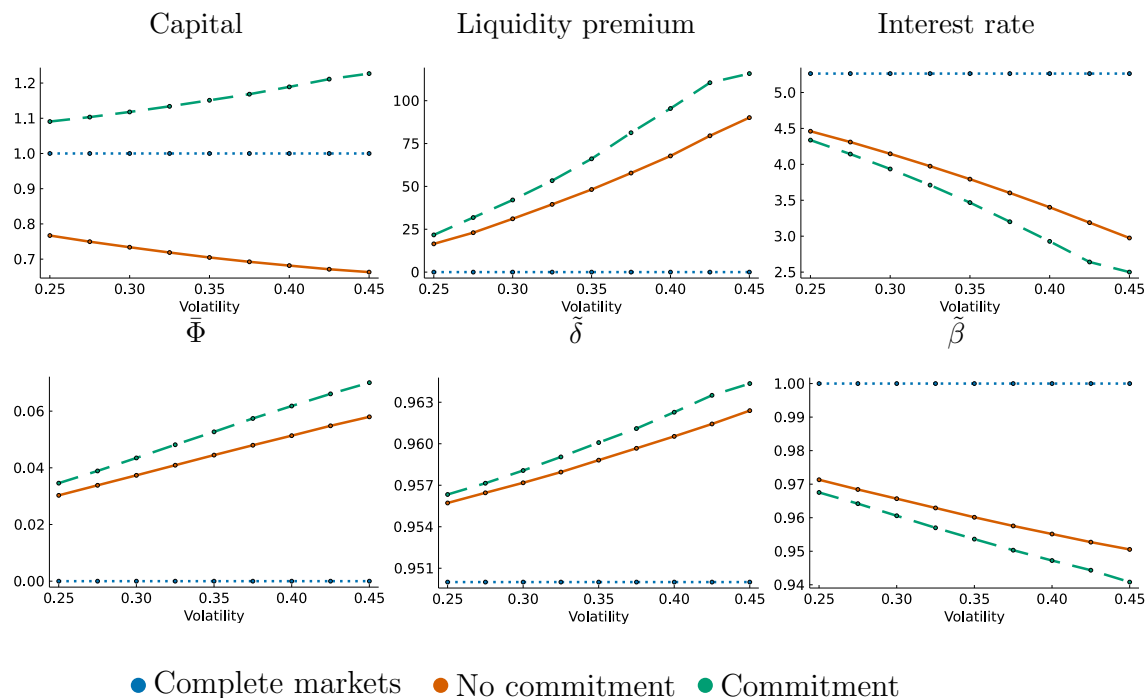 Capital
Liquidity premium
Interest rate
1.2
1.1
1.0
0.9
0.8
0.7
0.25 0.30 0.35 0.40 0.45
Volatility
100
75
50
25
0
0.25 0.30 0.35 0.40 0.45
Volatility
5.0
4.5
4.0
3.5
3.0
2.5
0.25 0.30 0.35 0.40 0.45
Volatility
Φ̄
δ̃
β̃
0.06
0.04
0.02
0.00
0.25 0.30 0.35 0.40 0.45
Volatility
0.963
0.960
0.957
0.954
0.951
0.25 0.30 0.35 0.40 0.45
Volatility
1.00
0.99
0.98
0.97
0.96
0.95
0.94
0.25 0.30 0.35 0.40 0.45
Volatility
Complete markets No commitment Commitment